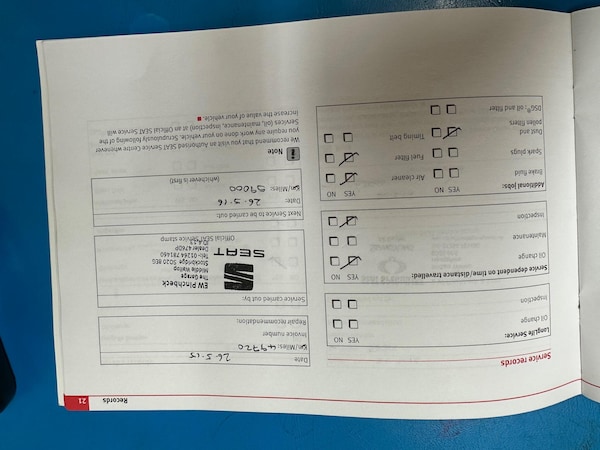 Records 21
Service records
LongLife Service:
YES NO
Oil change
Inspection
Service dependent on time/distance travelled:
YES NO
Oil change
Maintenance
Inspection
Additional jobs:
YES NO
YES NO
Brake fluid
Air cleaner
Spark plugs
Fuel filter
Dust and
pollen filters
Timing belt
DSG®: oil and filter
Date 26-5-15
km/Miles: 49720
Invoice number
Repair recommendation:
Service carried out by:
EW Pinchbeck
The Garage
Middle Wallop
Stockbridge SO20 8EG
Tel:- 01264 781460
Dealer 4760P
SEAT
Official SEAT Service stamp
Next Service to be carried out:
Date: 26-5-16
km/Miles: 59000
(whichever is first)
Note
We recommend that you visit an Authorised SEAT Service Centre whenever
you require any work done on your vehicle. Scrupulously following of the
Services (oil, maintenance, inspection) at an Official SEAT Service will
increase the value of your vehicle.